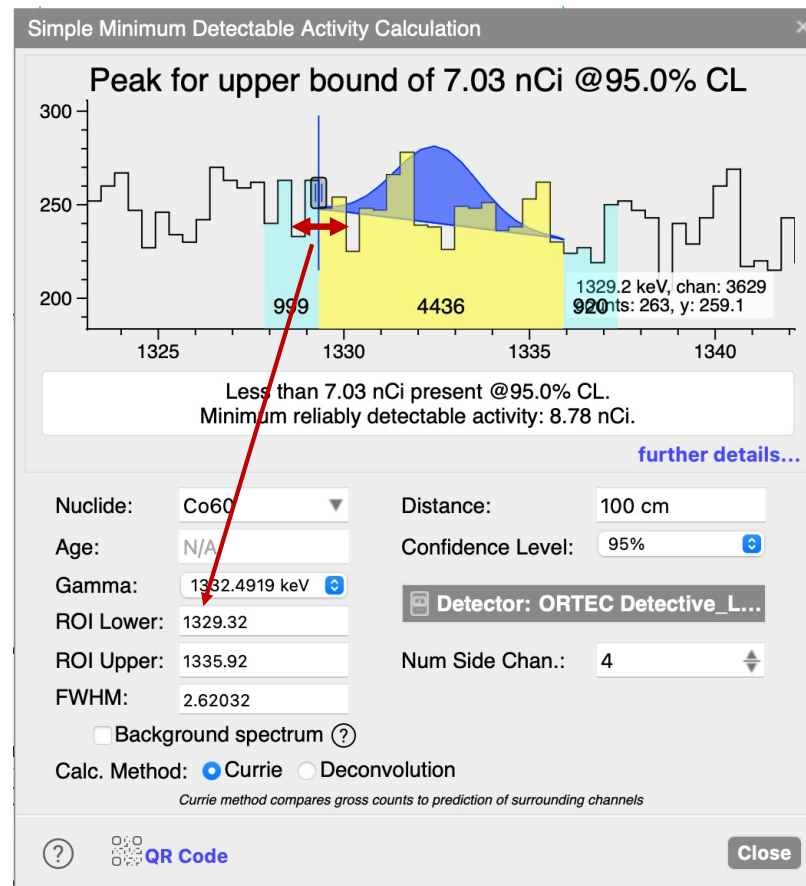 Simple Minimum Detectable Activity Calculation
Peak for upper bound of 7.03 nCi @95.0% CL
300
250
200
999 4436 920
1329.2 keV, chan: 3629
counts: 263, y: 259.1
1325 1330 1335 1340
Less than 7.03 nCi present @95.0% CL.
Minimum reliably detectable activity: 8.78 nCi.
further details...
Nuclide: Co60 Distance: 100 cm
Age: N/A Confidence Level: 95%
Gamma: 1332.4919 keV
Detector: ORTEC Detective_L...
ROI Lower: 1329.32
ROI Upper: 1335.92 Num Side Chan.: 4
FWHM: 2.62032
Background spectrum ?
Calc. Method: Currie Deconvolution
Currie method compares gross counts to prediction of surrounding channels
? QR Code Close